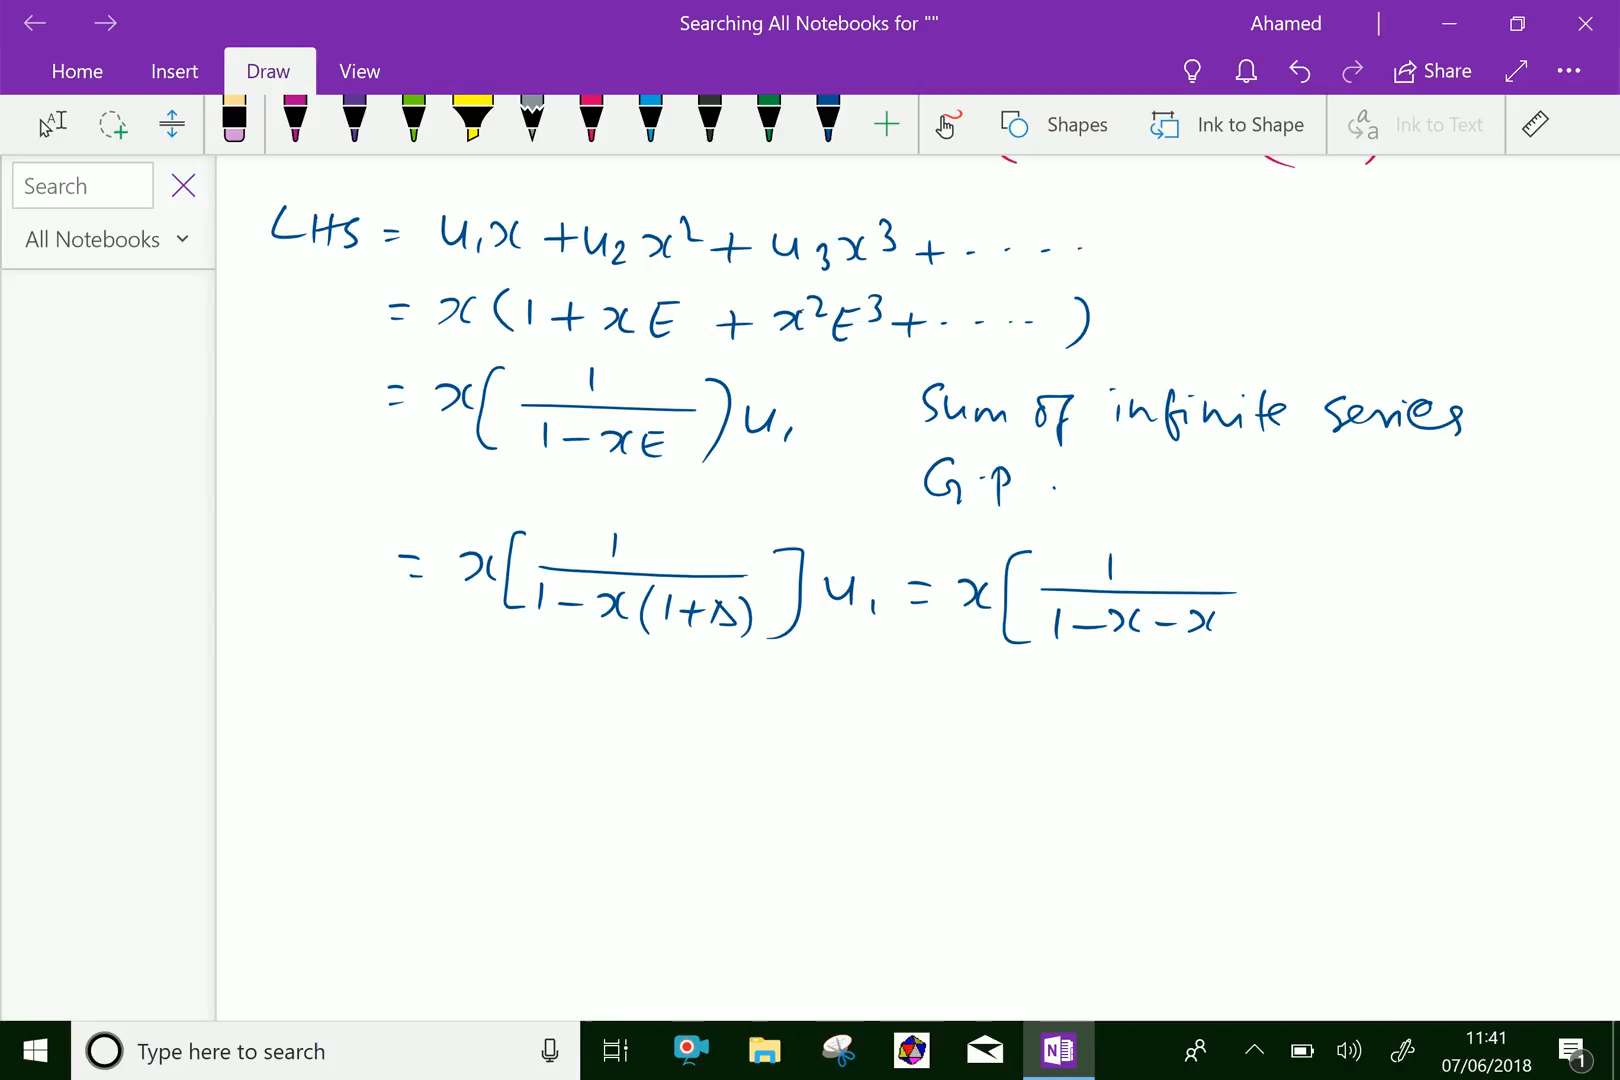 Searching All Notebooks for ""
Ahamed
Home Insert Draw View
Share
Shapes
Ink to Shape
Ink to Text
Search
All Notebooks
LHS = u₁x + u₂x² + u₃x³ + .....
= x(1 + xE + x²E³ + ..... )
= x( 1/(1-xE) ) u₁ Sum of infinite series
G.P.
= x[ 1/(1-x(1+Δ)) ] u₁ = x[ 1/(1-x-x
Type here to search
11:41
07/06/2018
1